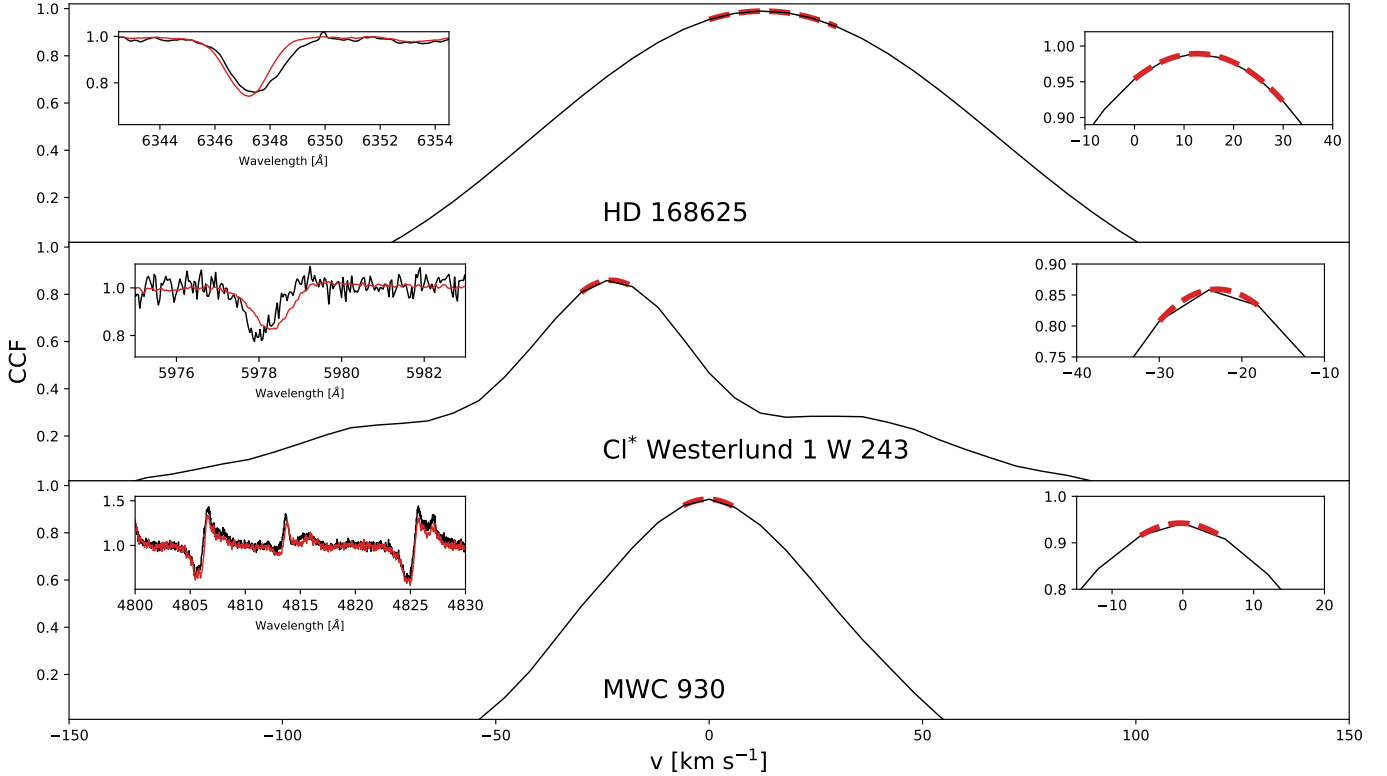 CCF
1.0
0.8
0.6
0.4
0.2
1.0
0.8
6344 6346 6348 6350 6352 6354
Wavelength [Å]
1.00
0.95
0.90
−10 0 10 20 30 40
HD 168625
1.0
0.8
0.6
0.4
0.2
1.0
0.8
5976 5978 5980 5982
Wavelength [Å]
0.90
0.85
0.80
0.75
−40 −30 −20 −10
Cl* Westerlund 1 W 243
1.0
0.8
0.6
0.4
0.2
1.5
1.0
4800 4805 4810 4815 4820 4825 4830
Wavelength [Å]
1.0
0.9
0.8
−10 0 10 20
MWC 930
−150 −100 −50 0 50 100 150
v [km s⁻¹]